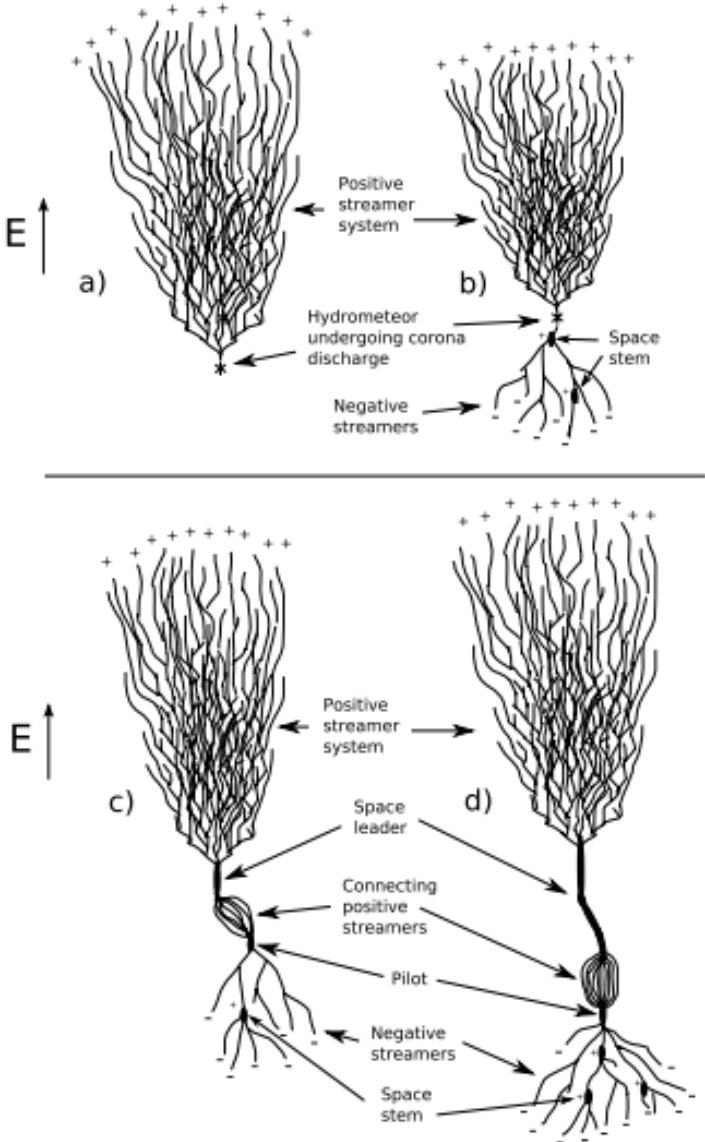 + + + + + + + + +
Positive
streamer
system
E
a)
b)
Hydrometeor
undergoing corona
discharge
Space
stem
Negative
streamers
Positive
streamer
system
E
c)
d)
Space
leader
Connecting
positive
streamers
Pilot
Negative
streamers
Space
stem